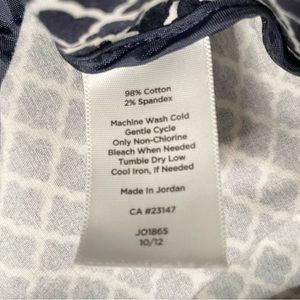 98% Cotton
2% Spandex
Machine Wash Cold
Gentle Cycle
Only Non-Chlorine
Bleach When Needed
Tumble Dry Low
Cool Iron, If Needed
Made In Jordan
CA #23147
JO1865
10/12